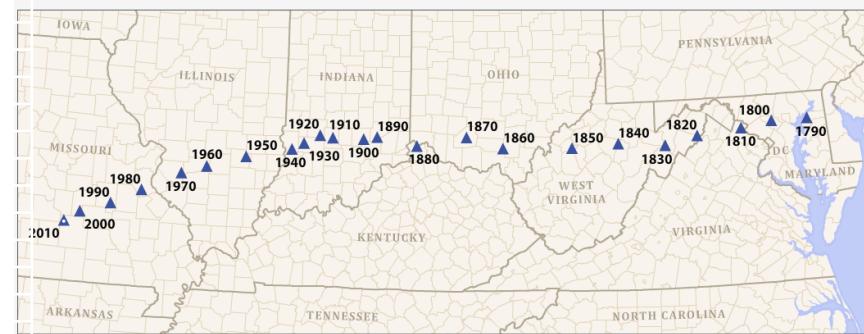 IOWA
PENNSYLVANIA
ILLINOIS
INDIANA
OHIO
1800
1790
1920
1910
1890
1870
1840
1820
1810
MISSOURI
1960
1950
1940
1930
1900
1880
1860
1850
1830
DC
MARYLAND
1990
1980
1970
WEST
VIRGINIA
2010
2000
KENTUCKY
VIRGINIA
ARKANSAS
TENNESSEE
NORTH CAROLINA